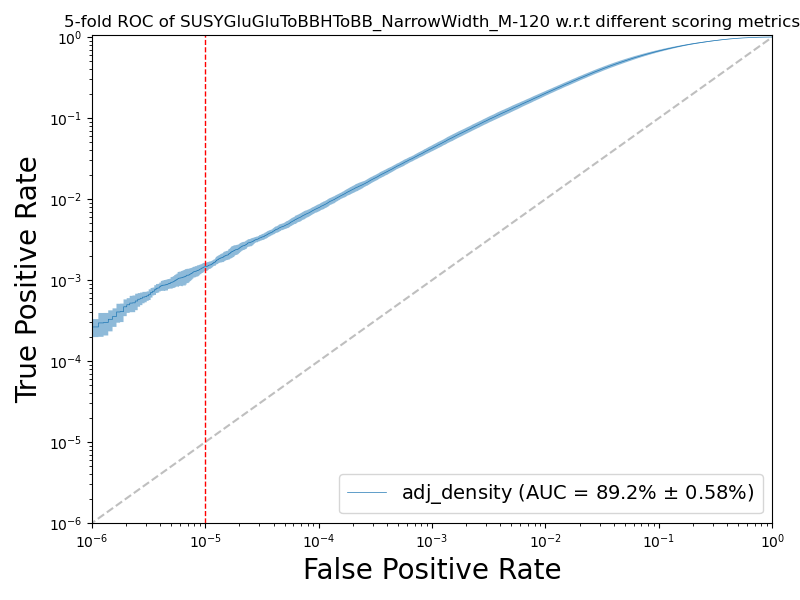 5-fold ROC of SUSYGluGluToBBHToBB_NarrowWidth_M-120 w.r.t different scoring metrics
True Positive Rate
10⁰
10⁻¹
10⁻²
10⁻³
10⁻⁴
10⁻⁵
10⁻⁶
adj_density (AUC = 89.2% ± 0.58%)
10⁻⁶ 10⁻⁵ 10⁻⁴ 10⁻³ 10⁻² 10⁻¹ 10⁰
False Positive Rate